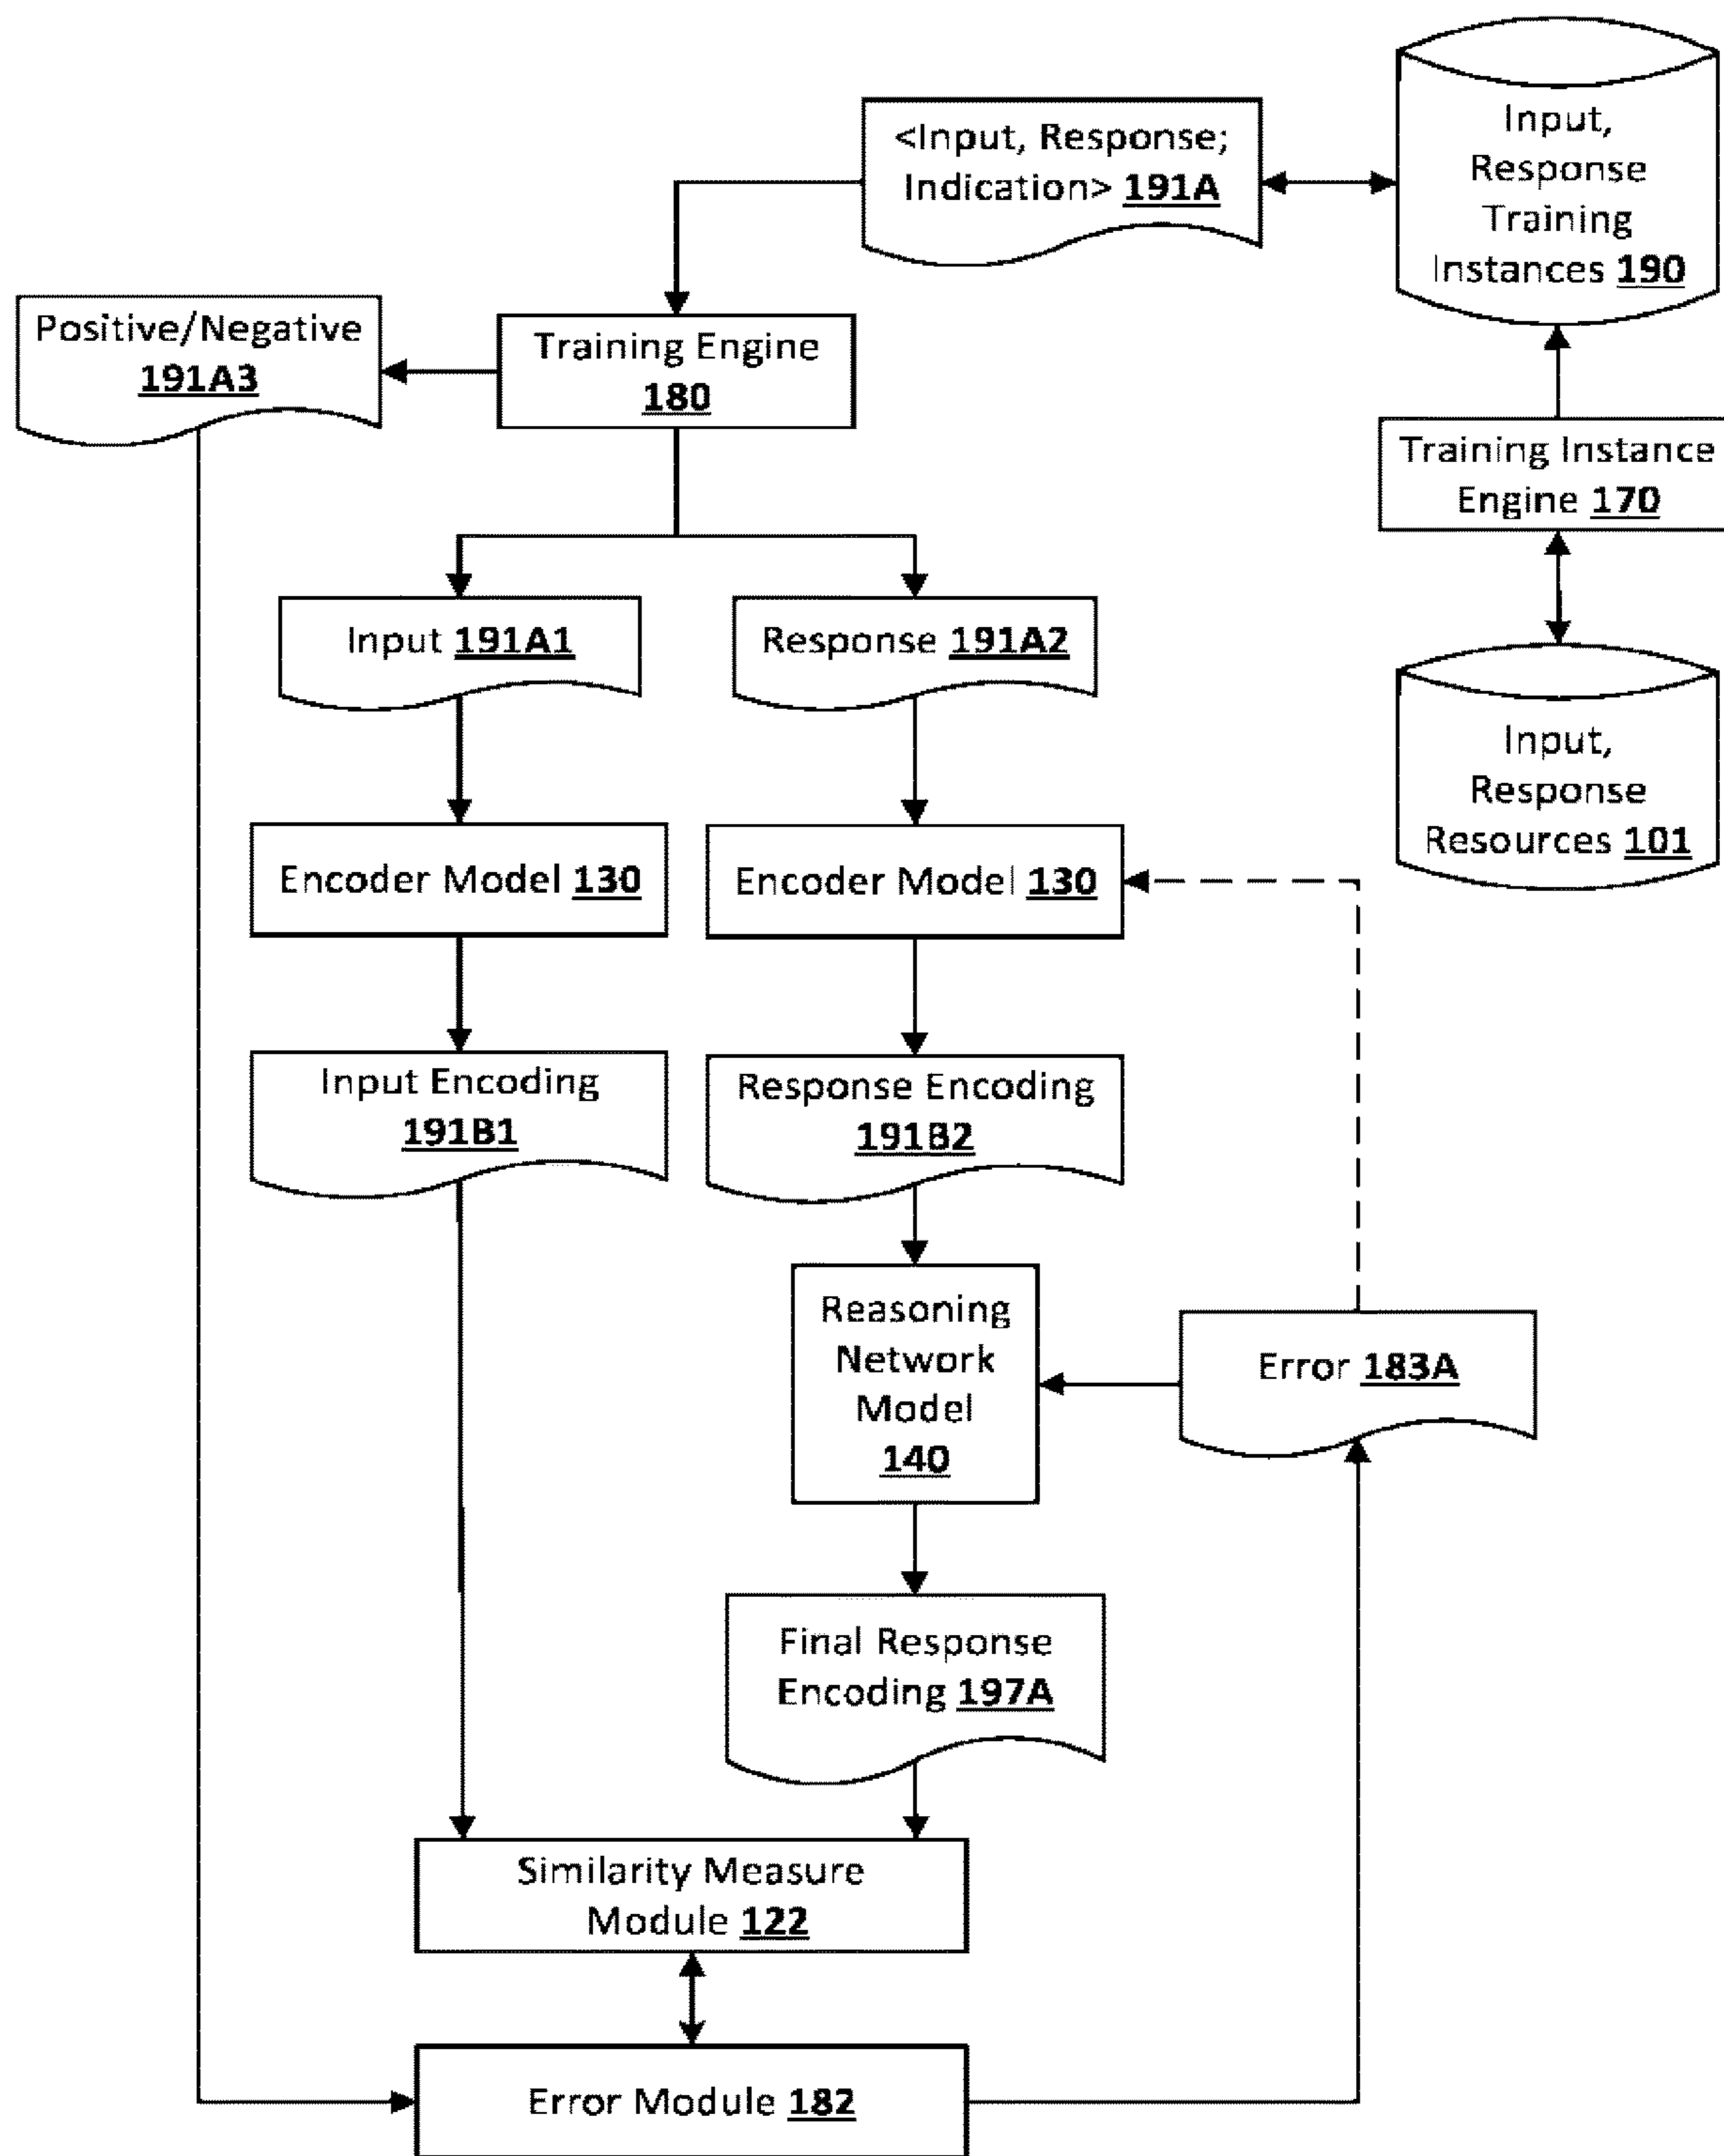 <Input, Response;
Indication> 191A
Input,
Response
Training
Instances 190
Positive/Negative
191A3
Training Engine
180
Training Instance
Engine 170
Input 191A1
Response 191A2
Input,
Response
Resources 101
Encoder Model 130
Encoder Model 130
Input Encoding
191B1
Response Encoding
191B2
Reasoning
Network
Model
140
Error 183A
Final Response
Encoding 197A
Similarity Measure
Module 122
Error Module 182